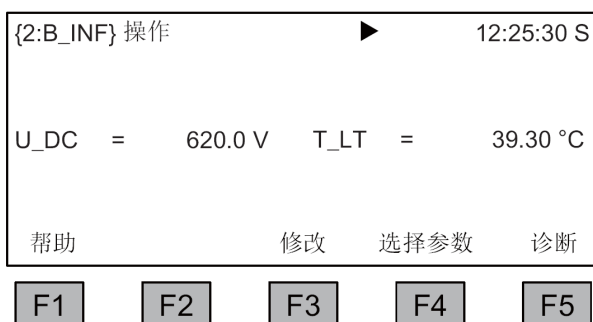 {2:B_INF} 操作 ▶ 12:25:30 S
U_DC = 620.0 V T_LT = 39.30 °C
帮助 修改 选择参数 诊断
F1 F2 F3 F4 F5